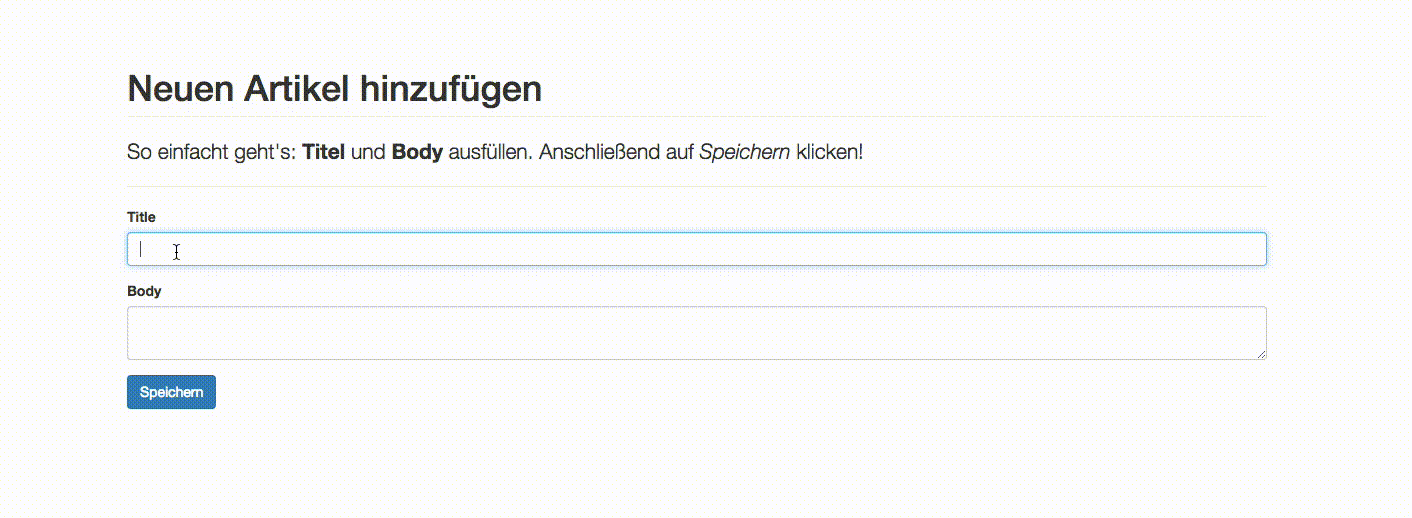 Neuen Artikel hinzufügen
So einfacht geht's: Titel und Body ausfüllen. Anschließend auf Speichern klicken!
Title
Body
Speichern